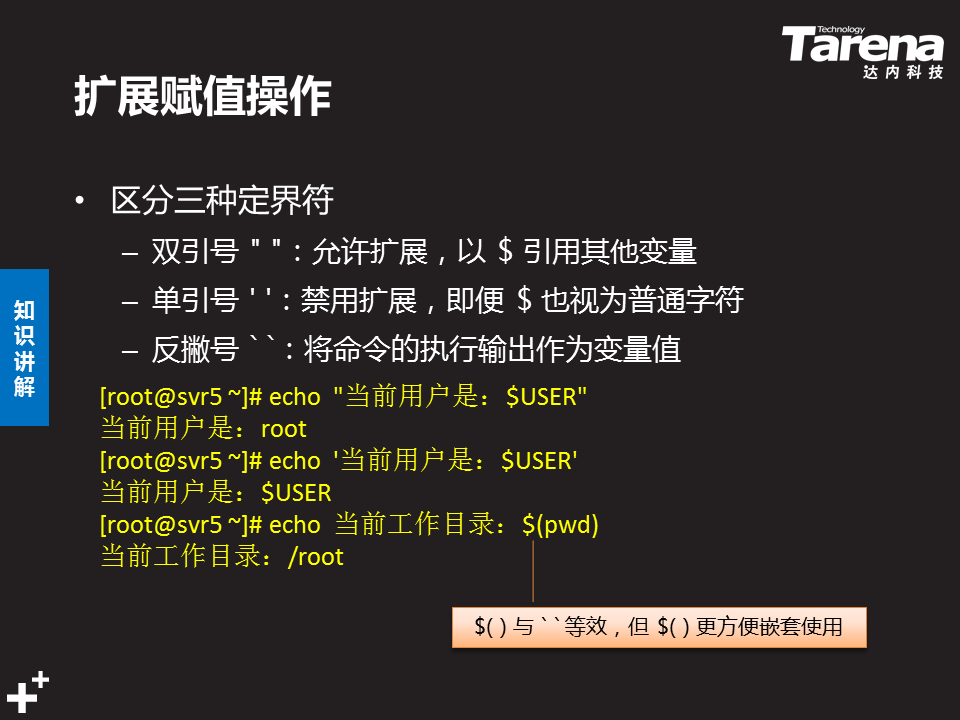 Technology
Tarena
达内科技
扩展赋值操作
• 区分三种定界符
– 双引号 " "：允许扩展，以 $ 引用其他变量
– 单引号 ' '：禁用扩展，即便 $ 也视为普通字符
– 反撇号 ` `：将命令的执行输出作为变量值
知识讲解
[root@svr5 ~]# echo "当前用户是：$USER"
当前用户是：root
[root@svr5 ~]# echo '当前用户是：$USER'
当前用户是：$USER
[root@svr5 ~]# echo 当前工作目录：$(pwd)
当前工作目录：/root
$( ) 与 ` ` 等效，但 $( ) 更方便嵌套使用